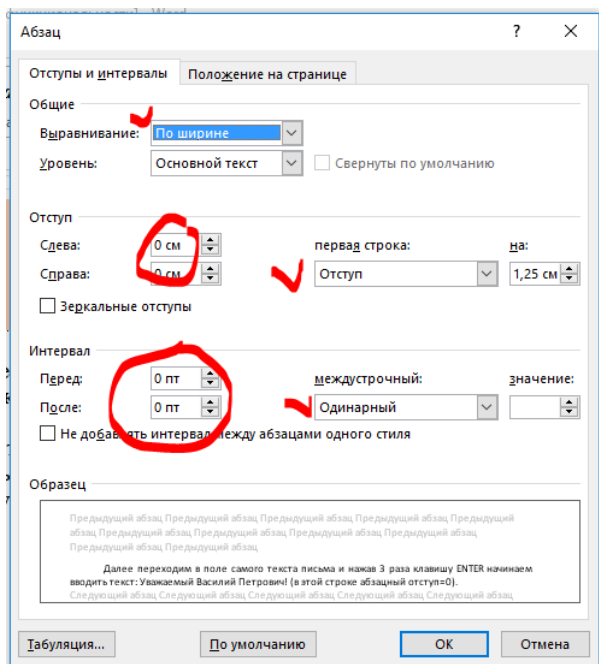 Абзац ?
Отступы и интервалы Положение на странице
Общие
Выравнивание: По ширине
Уровень: Основной текст Свернуты по умолчанию
Отступ
Слева: 0 см первая строка: на:
Справа: 0 см Отступ 1,25 см
Зеркальные отступы
Интервал
Перед: 0 пт междустрочный: значение:
После: 0 пт Одинарный
Не добавлять интервал между абзацами одного стиля
Образец
Предыдущий абзац Предыдущий абзац Предыдущий абзац Предыдущий абзац Предыдущий
абзац Предыдущий абзац Предыдущий абзац Предыдущий абзац Предыдущий абзац
Предыдущий абзац Предыдущий абзац
Далее переходим в поле самого текста письма и нажав 3 раза клавишу ENTER начинаем
вводить текст: Уважаемый Василий Петрович! (в этой строке абзацный отступ=0).
Следующий абзац Следующий абзац Следующий абзац Следующий абзац Следующий абзац
Табуляция... По умолчанию ОК Отмена